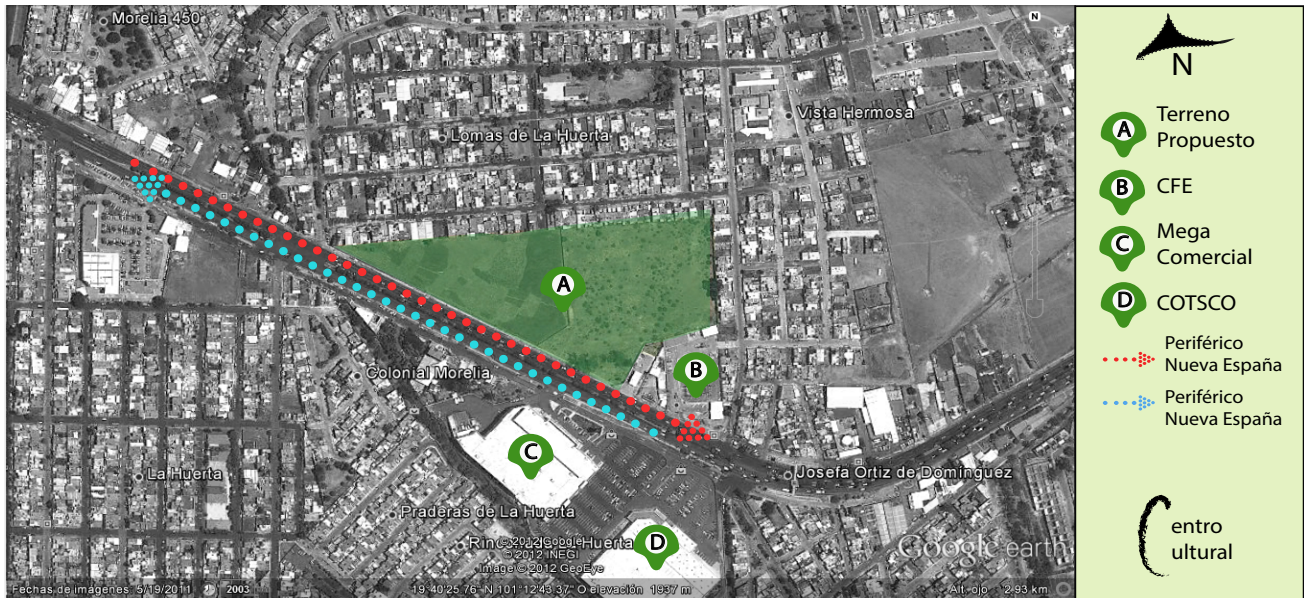 Morelia 450
N
Lomas de La Huerta
Vista Hermosa
A
B
Colonial Morelia
C
La Huerta
Josefa Ortiz de Domínguez
Praderas de La Huerta
D
© 2012 Google
© 2012 INEGI
Image © 2012 GeoEye
Google earth
Fechas de imágenes: 5/19/2011
2003
19°40'25.76" N 101°12'43.37" O elevación 1937 m
Alt. ojo 2.93 km
N
A
Terreno
Propuesto
B
CFE
C
Mega
Comercial
D
COTSCO
Periférico
Nueva España
Periférico
Nueva España
Centro
ultural